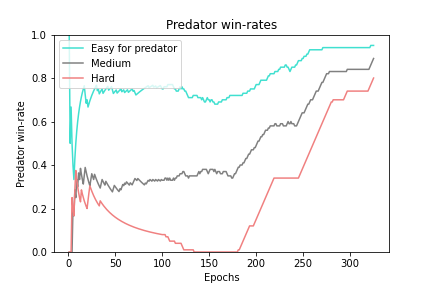 Predator win-rates
Predator win-rate
1.0
0.8
0.6
0.4
0.2
0.0
Easy for predator
Medium
Hard
0
50
100
150
200
250
300
Epochs